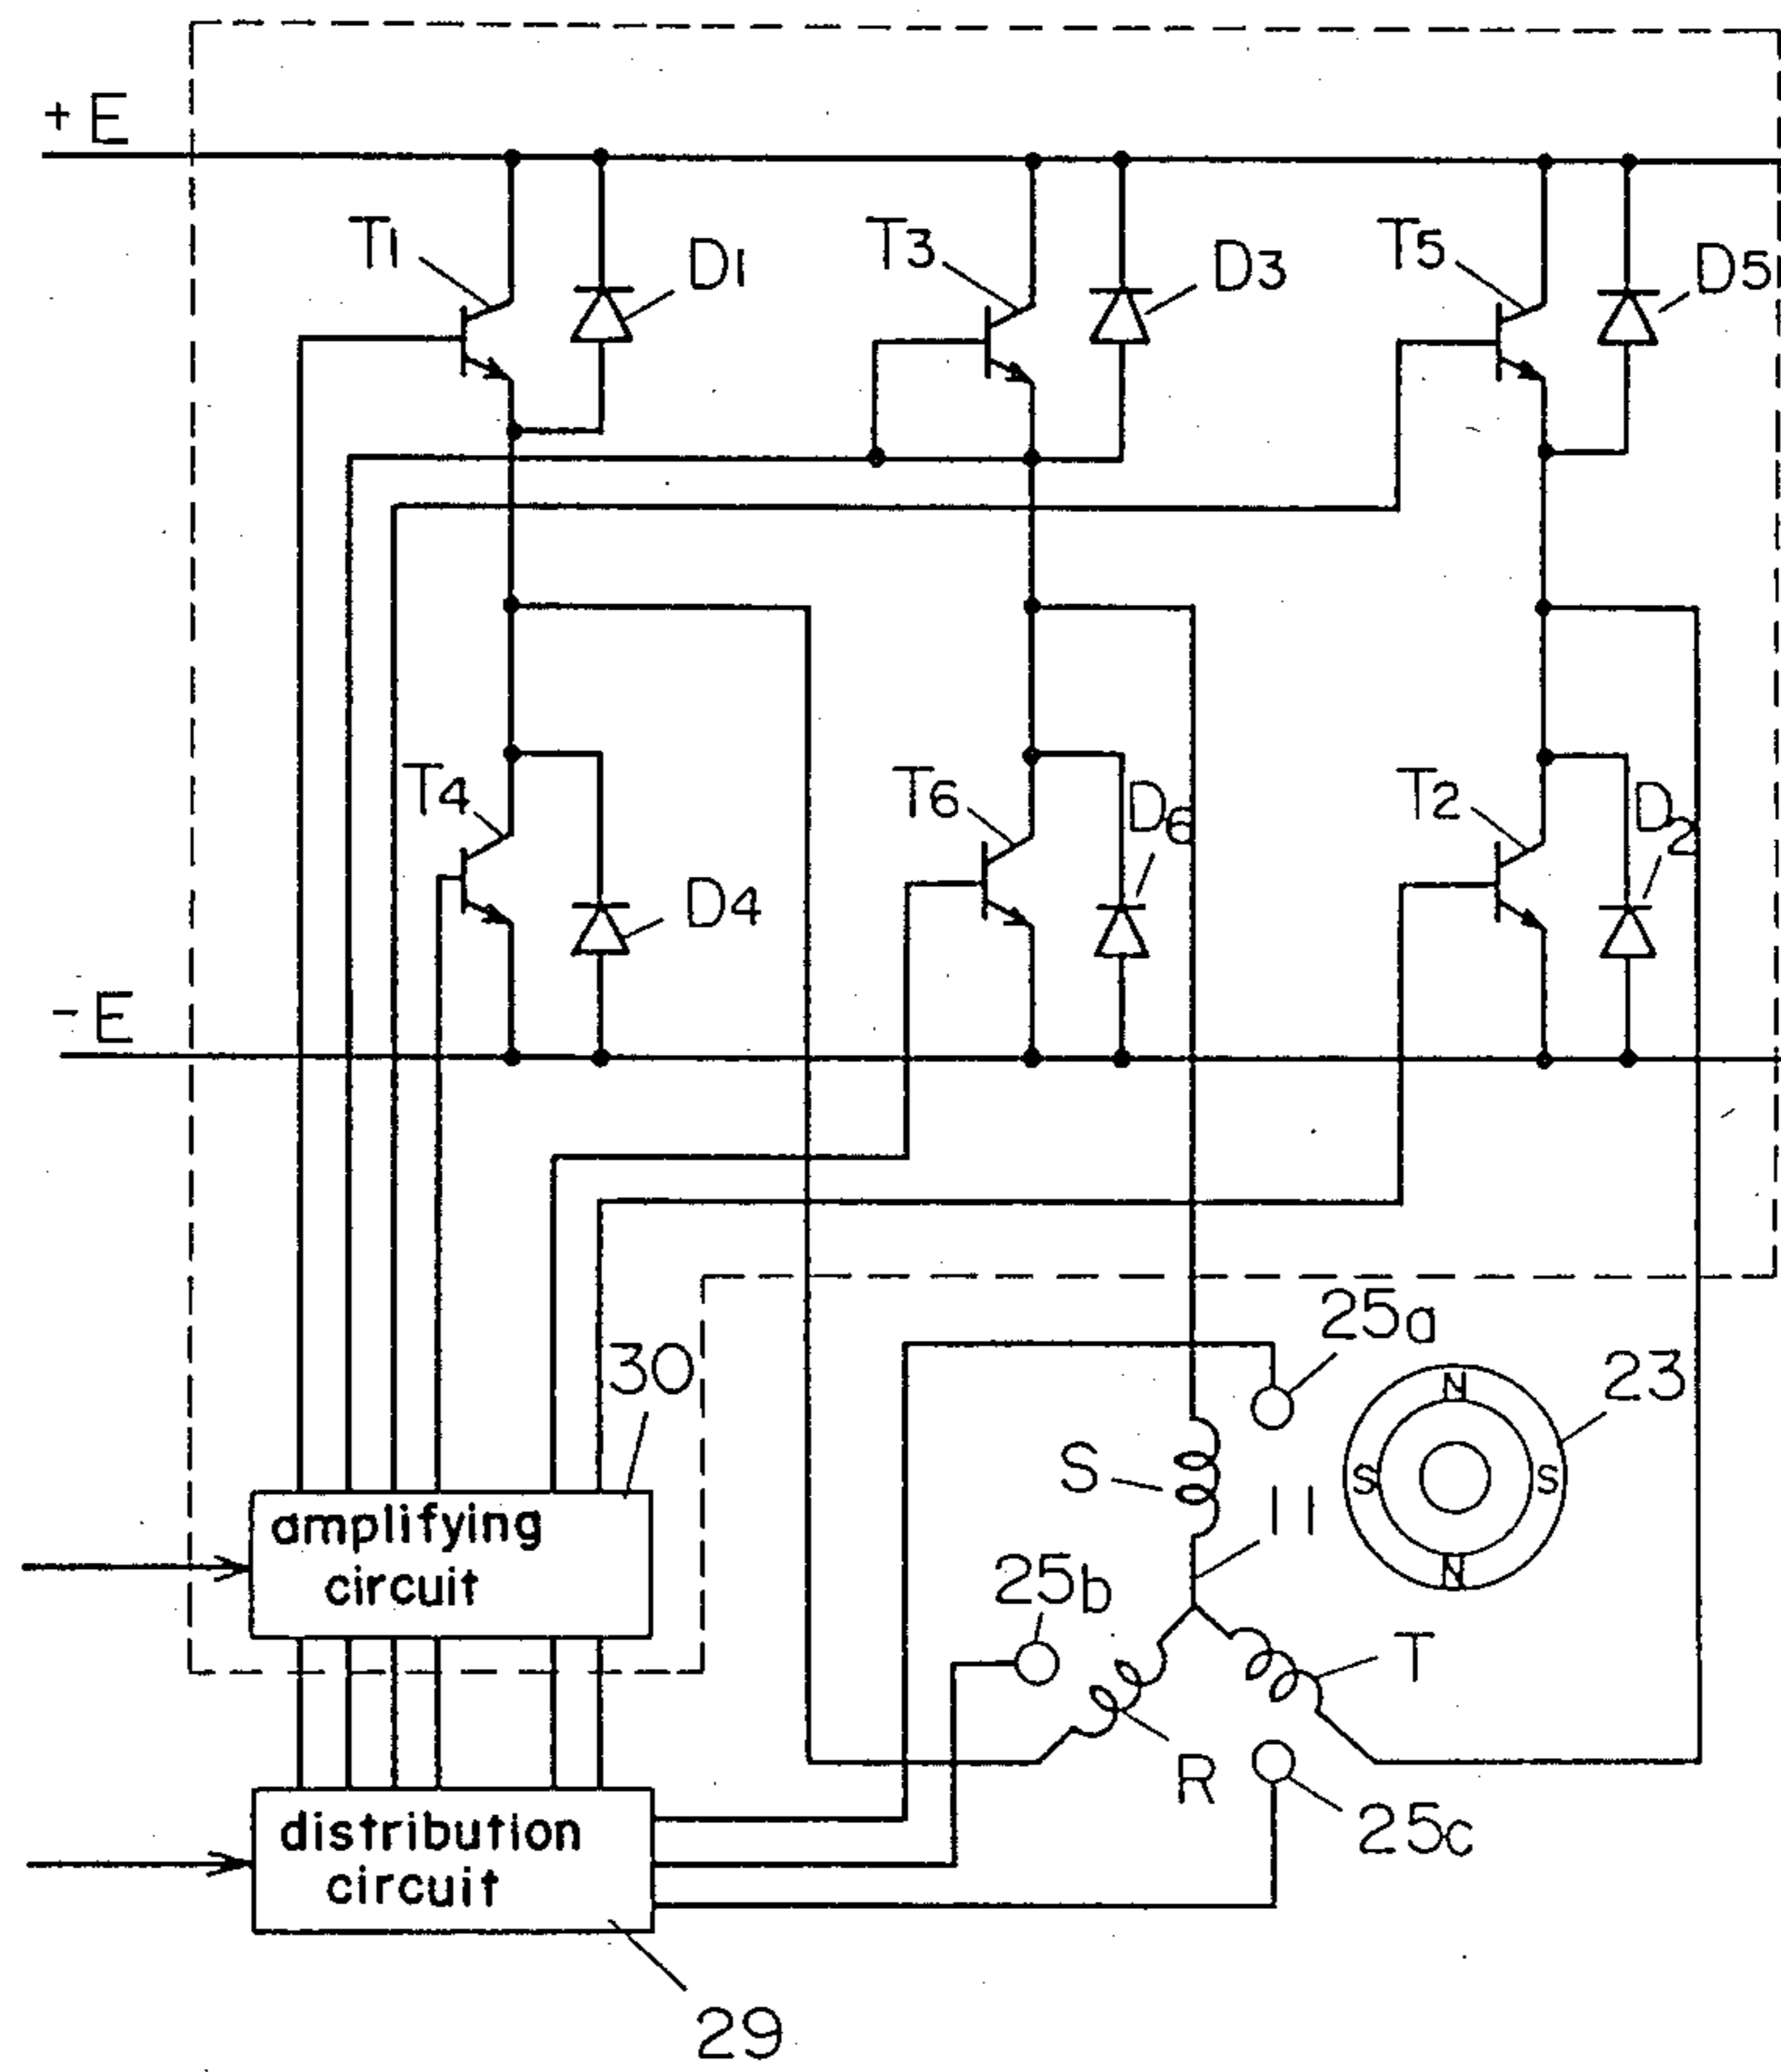 +E
T1
D1
T3
D3
T5
D5
T4
D4
T6
D6
T2
D2
-E
30
25a
23
N
S
S
N
S
11
amplifying
circuit
25b
T
R
25c
distribution
circuit
29